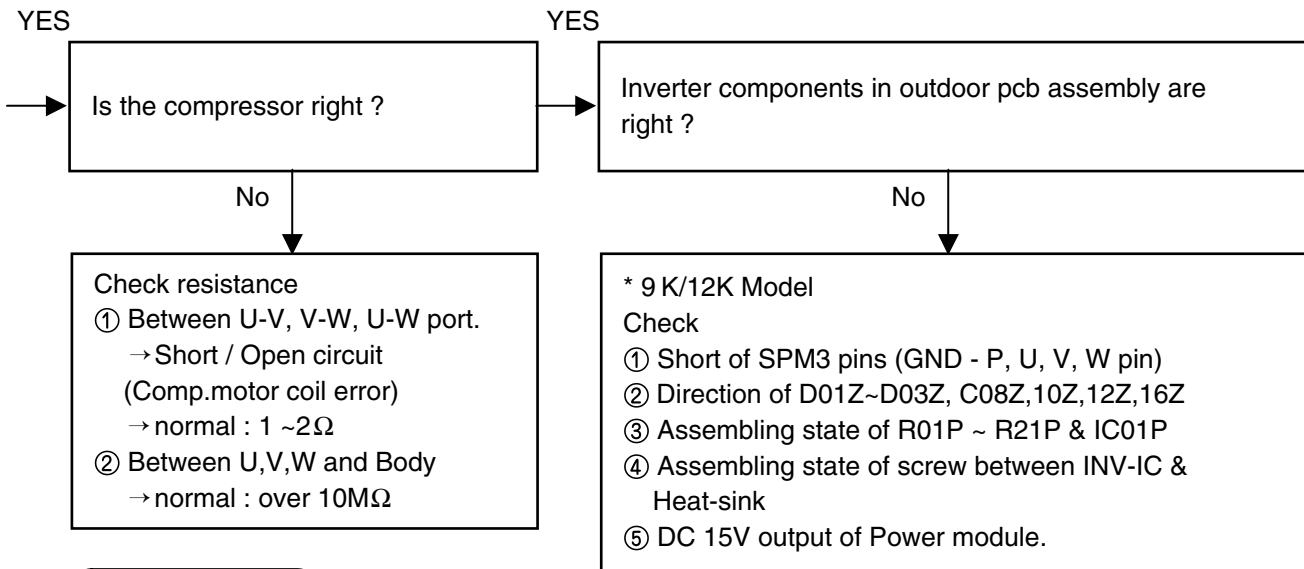 YES
YES
Is the compressor right ?
Inverter components in outdoor pcb assembly are
right ?
No
No
Check resistance
① Between U-V, V-W, U-W port.
→Short / Open circuit
(Comp.motor coil error)
→normal : 1 ~2Ω
② Between U,V,W and Body
→normal : over 10MΩ
* 9 K/12K Model
Check
① Short of SPM3 pins (GND - P, U, V, W pin)
② Direction of D01Z~D03Z, C08Z,10Z,12Z,16Z
③ Assembling state of R01P ~ R21P & IC01P
④ Assembling state of screw between INV-IC &
Heat-sink
⑤ DC 15V output of Power module.